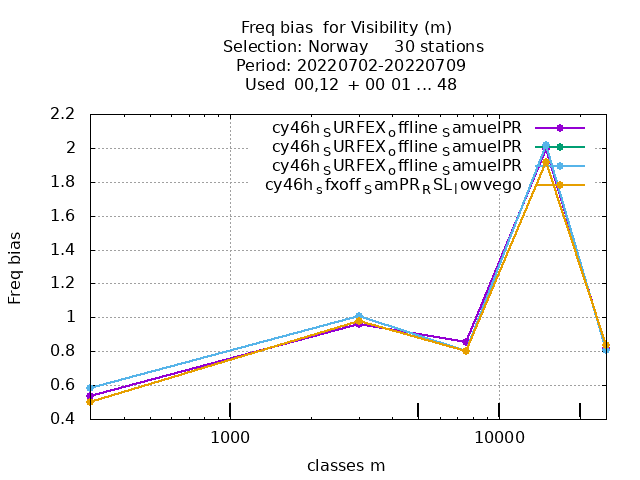 Freq bias  for Visibility (m)
Selection: Norway     30 stations
Period: 20220702-20220709
Used  00,12  + 00 01 ... 48
2.2
2
1.8
1.6
1.4
1.2
1
0.8
0.6
0.4
Freq bias
cy46h_SURFEX_offline_SamuelPR
cy46h_SURFEX_offline_SamuelPR
cy46h_SURFEX_offline_SamuelPR
cy46h_sfxoff_SamPR_RSL_lowvego
1000
10000
classes m